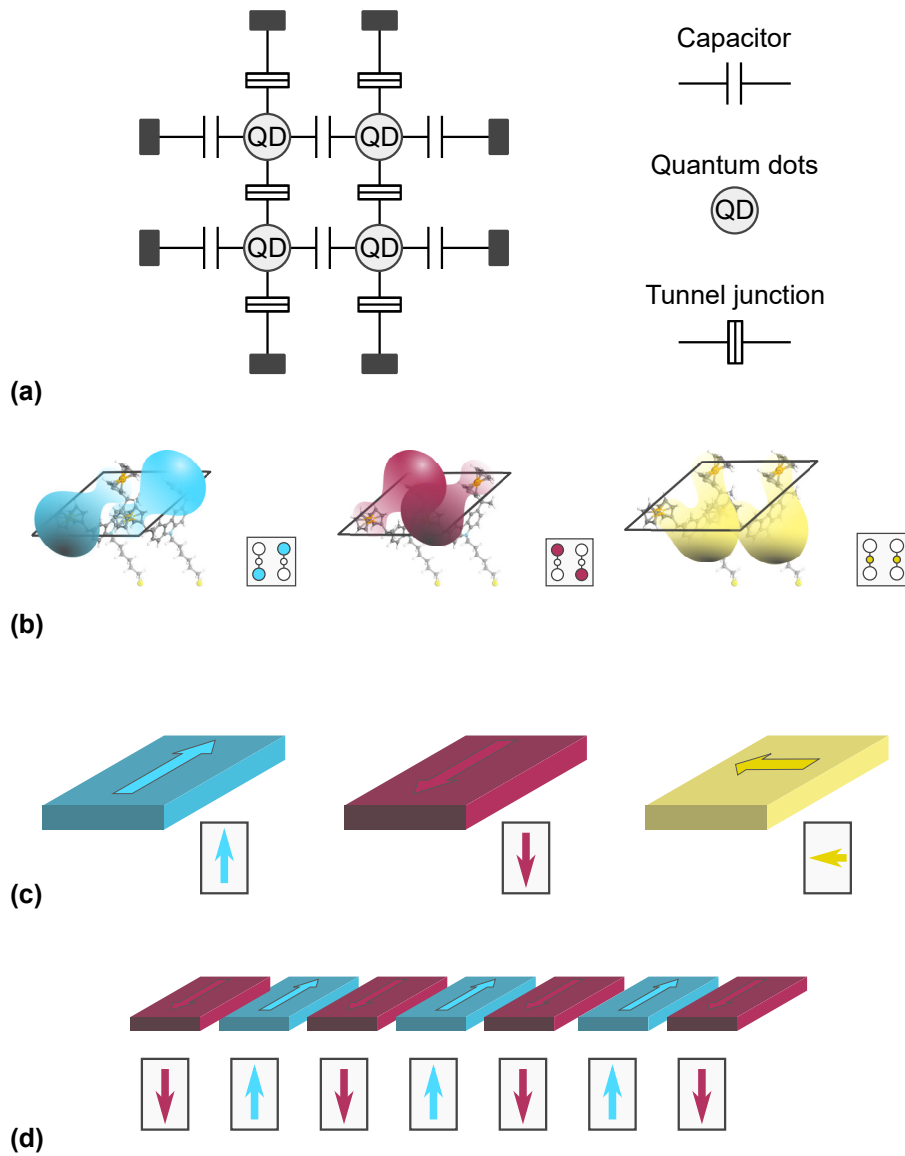 Capacitor
QD QD
Quantum dots
QD
QD QD
Tunnel junction
(a)
(b)
(c)
(d)